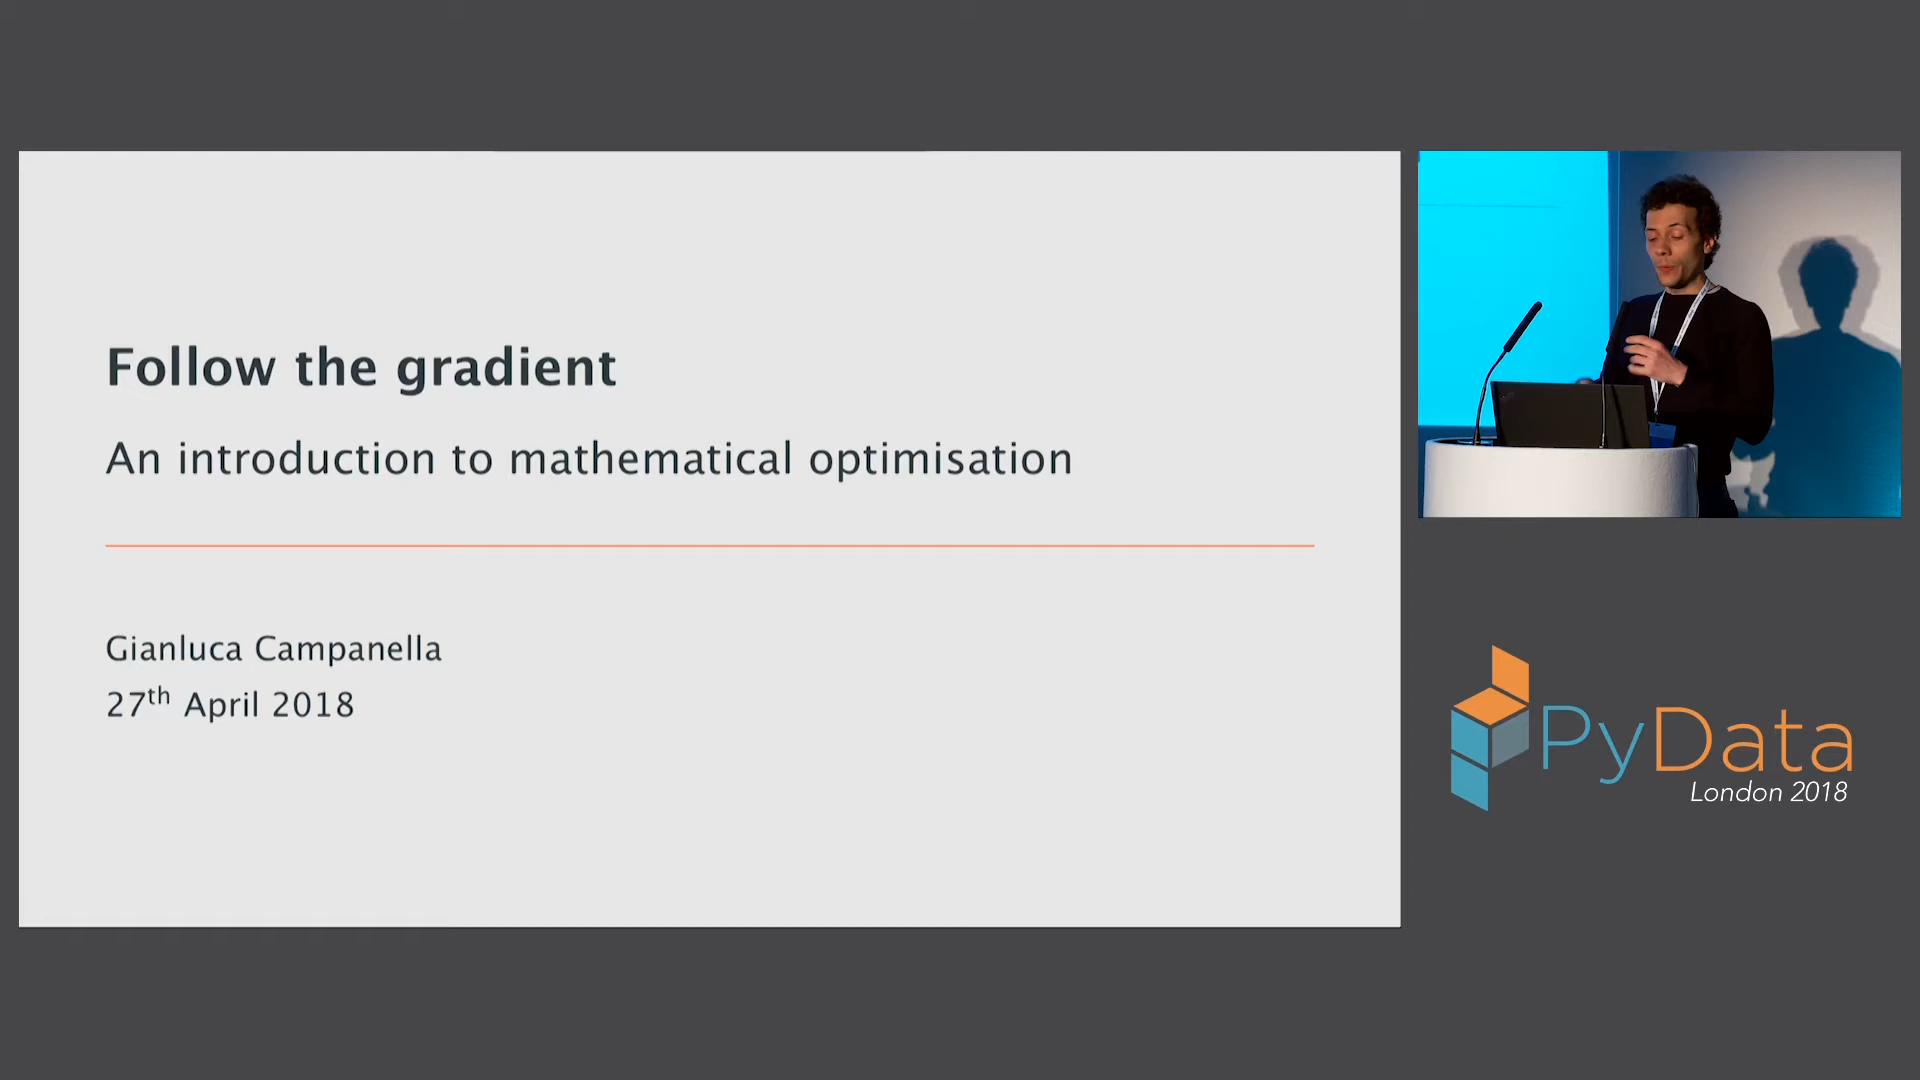 Follow the gradient
An introduction to mathematical optimisation
Gianluca Campanella
27th April 2018
PyData
London 2018